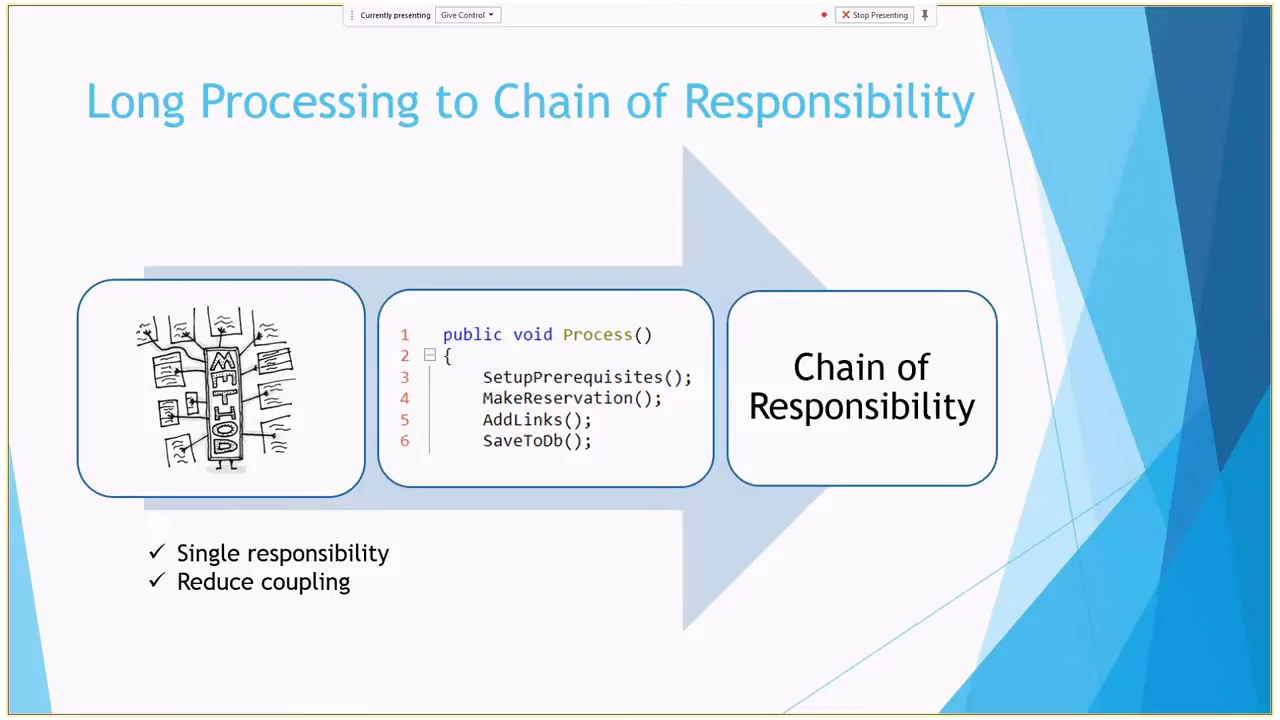 Currently presenting Give Control Stop Presenting
Long Processing to Chain of Responsibility
METHOD
1 public void Process()
2 {
3 SetupPrerequisites();
4 MakeReservation();
5 AddLinks();
6 SaveToDb();
Chain of
Responsibility
✓ Single responsibility
✓ Reduce coupling